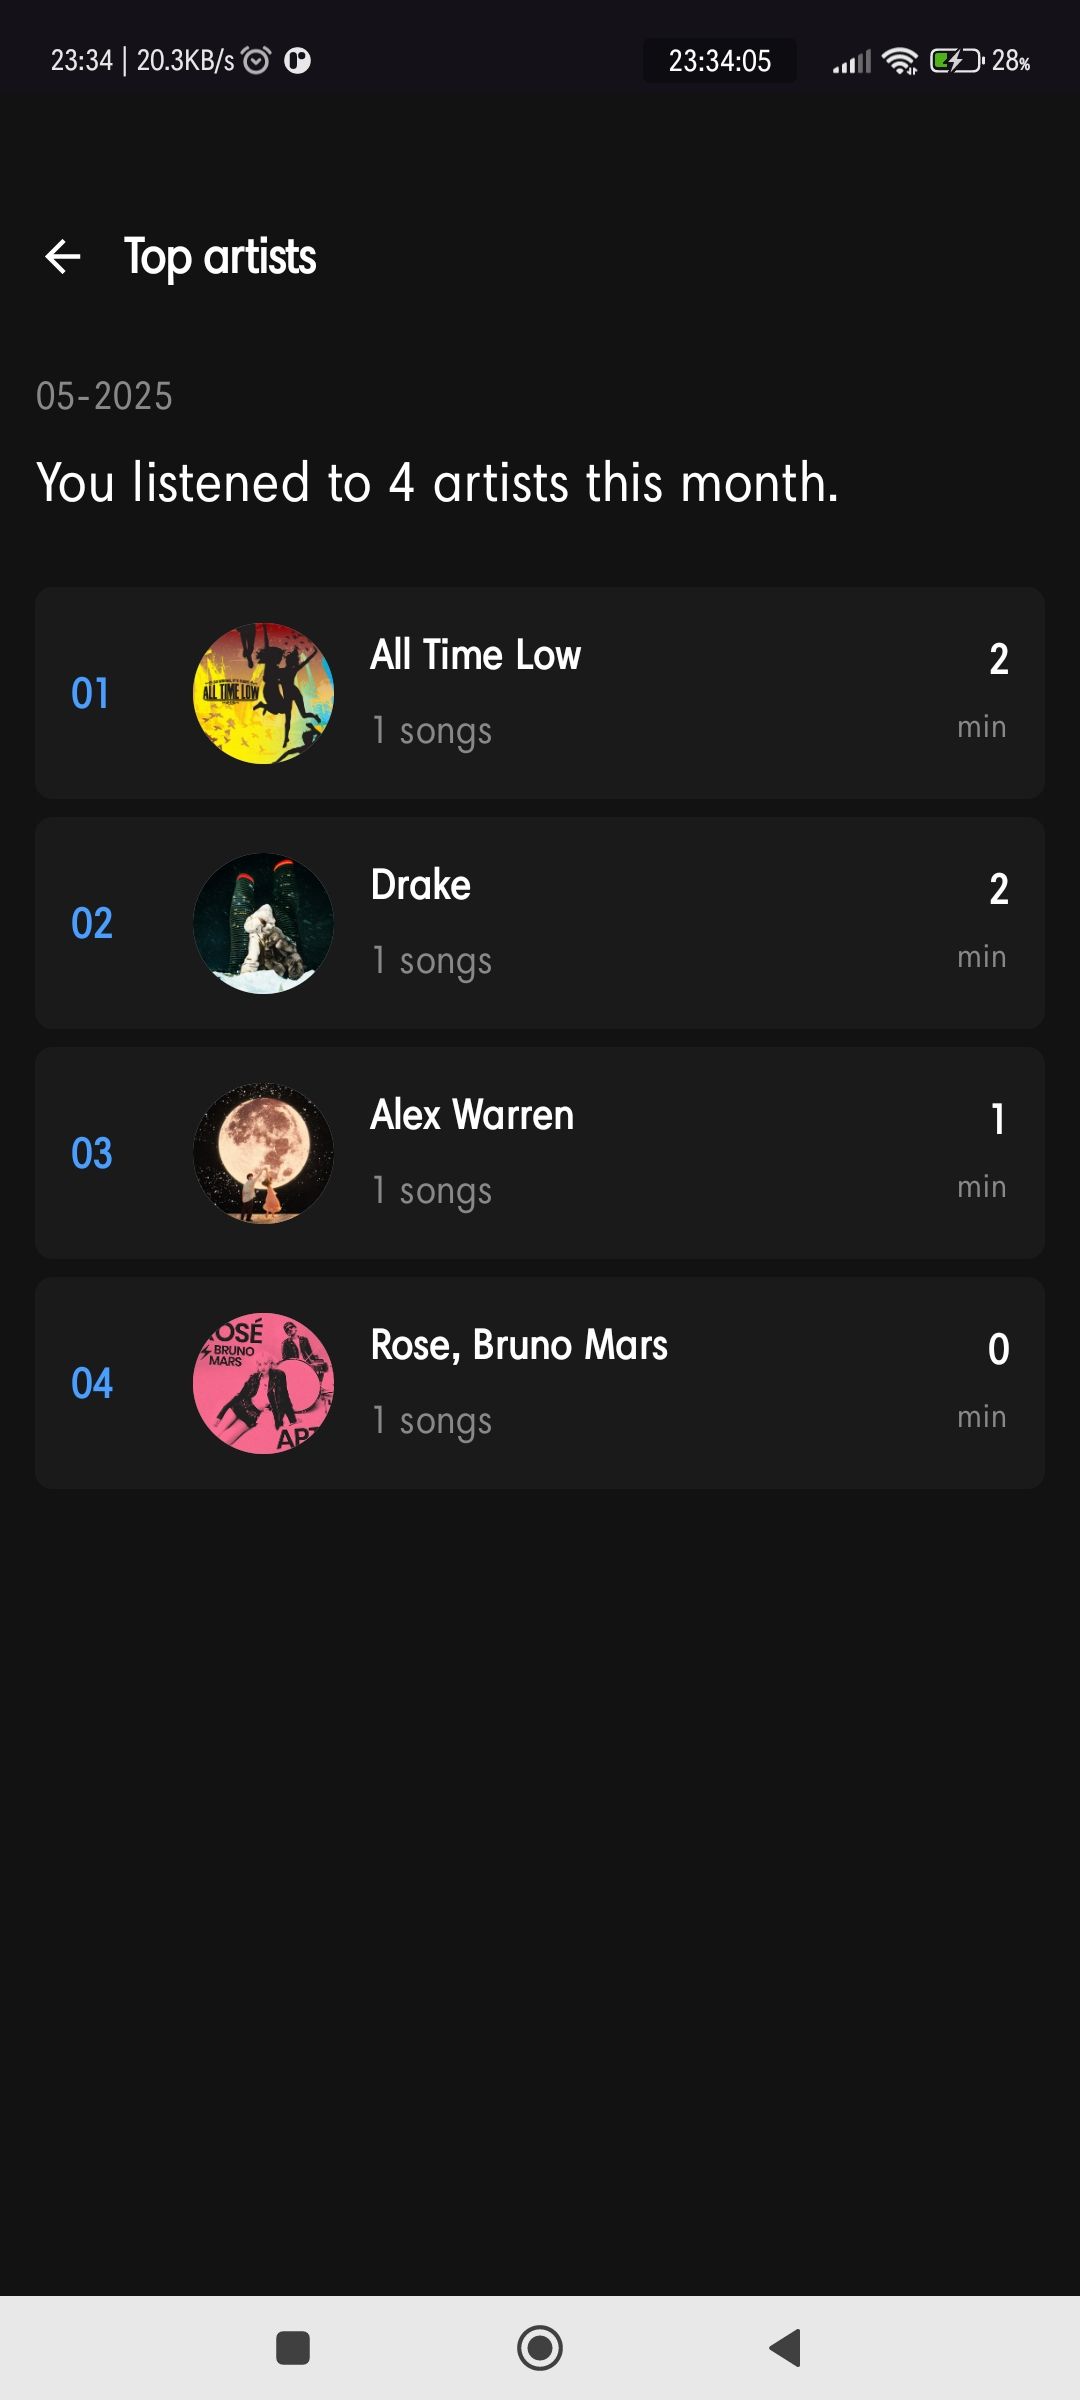 23:34 | 20.3KB/s
23:34:05
28%
Top artists
05-2025
You listened to 4 artists this month.
01
ALL TIME LOW
All Time Low
1 songs
2
min
02
Drake
1 songs
2
min
03
Alex Warren
1 songs
1
min
04
ROSÉ
BRUNO
MARS
Rose, Bruno Mars
1 songs
0
min